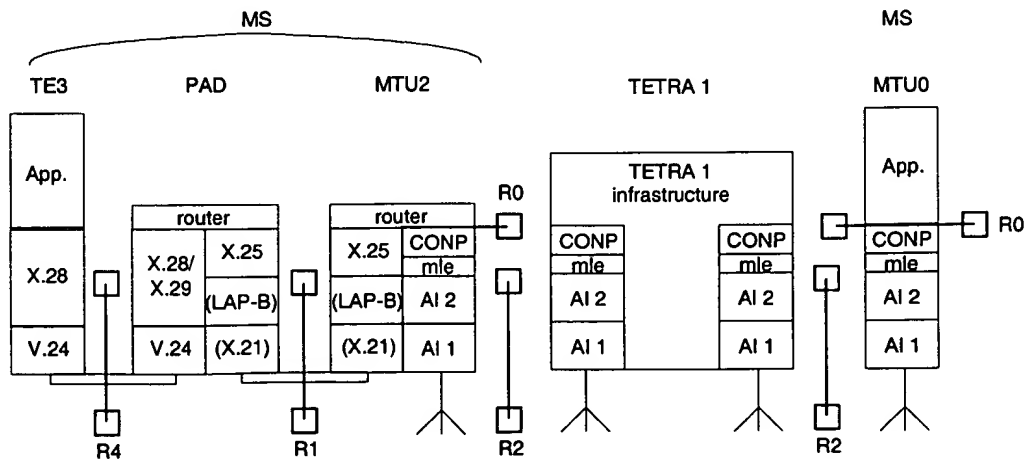 MS
MS
TE3
PAD
MTU2
TETRA 1
MTU0
App.
X.28
V.24
router
X.28/
X.29
X.25
(LAP-B)
V.24
(X.21)
router
X.25
CONP
mle
(LAP-B)
AI 2
(X.21)
AI 1
R0
TETRA 1
infrastructure
CONP
mle
AI 2
AI 1
CONP
mle
AI 2
AI 1
App.
CONP
mle
AI 2
AI 1
R0
R4
R1
R2
R2